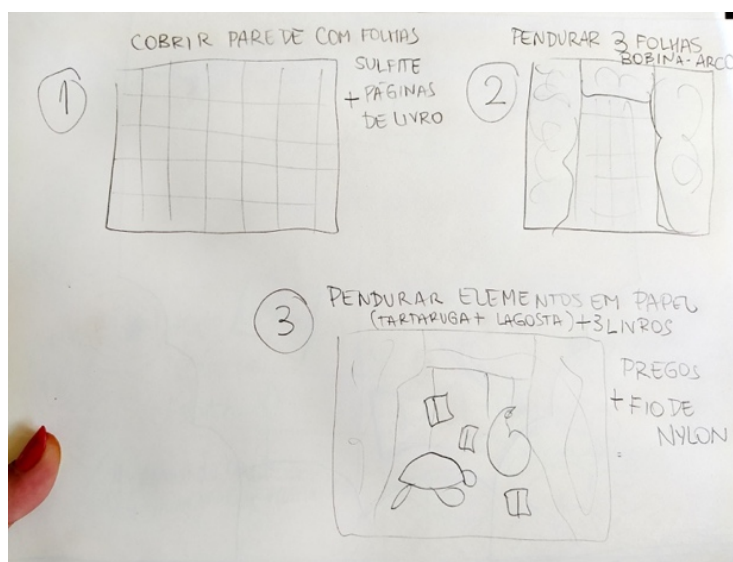 COBRIR PAREDE COM FOLHAS
SULFITE
+ PÁGINAS
DE LIVRO
1
PENDURAR 3 FOLHAS
BOBINA - ARCO
2
3
PENDURAR ELEMENTOS EM PAPEL
(TARTARUGA + LAGOSTA) + 3 LIVROS
PREGOS
+ FIO DE
NYLON